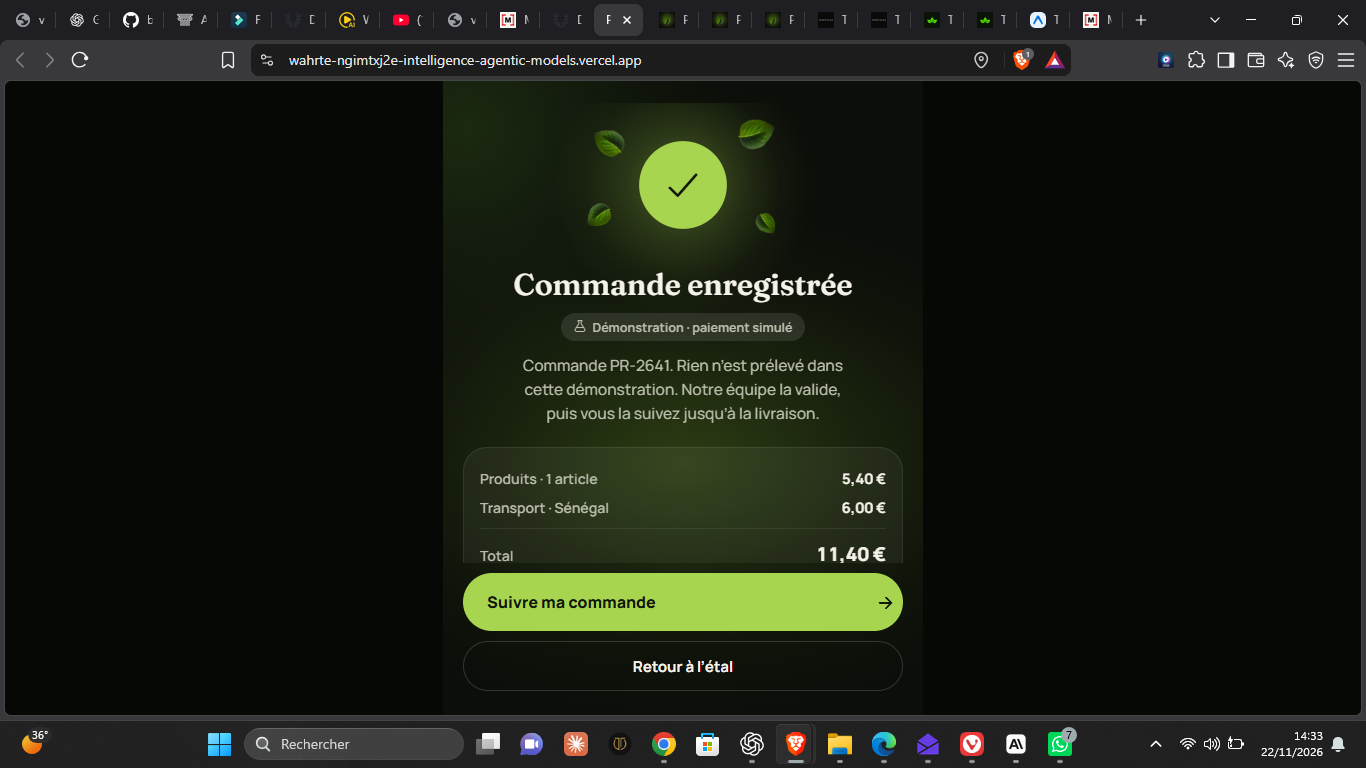 wahrte-ngimtxj2e-intelligence-agentic-models.vercel.app
1
Commande enregistrée
Démonstration · paiement simulé
Commande PR-2641. Rien n'est prélevé dans
cette démonstration. Notre équipe la valide,
puis vous la suivez jusqu'à la livraison.
Produits · 1 article 5,40 €
Transport · Sénégal 6,00 €
Total 11,40 €
Suivre ma commande
Retour à l'étal
36°
Rechercher
7
14:33
22/11/2026